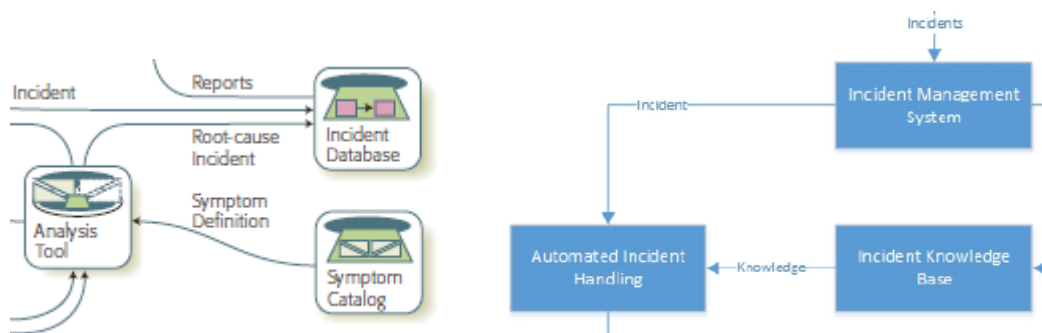 Reports
Incident
Root-cause
Incident
Incident
Database
Symptom
Definition
Analysis
Tool
Symptom
Catalog
Incidents
Incident Management
System
Incident
Automated Incident
Handling
Knowledge
Incident Knowledge
Base